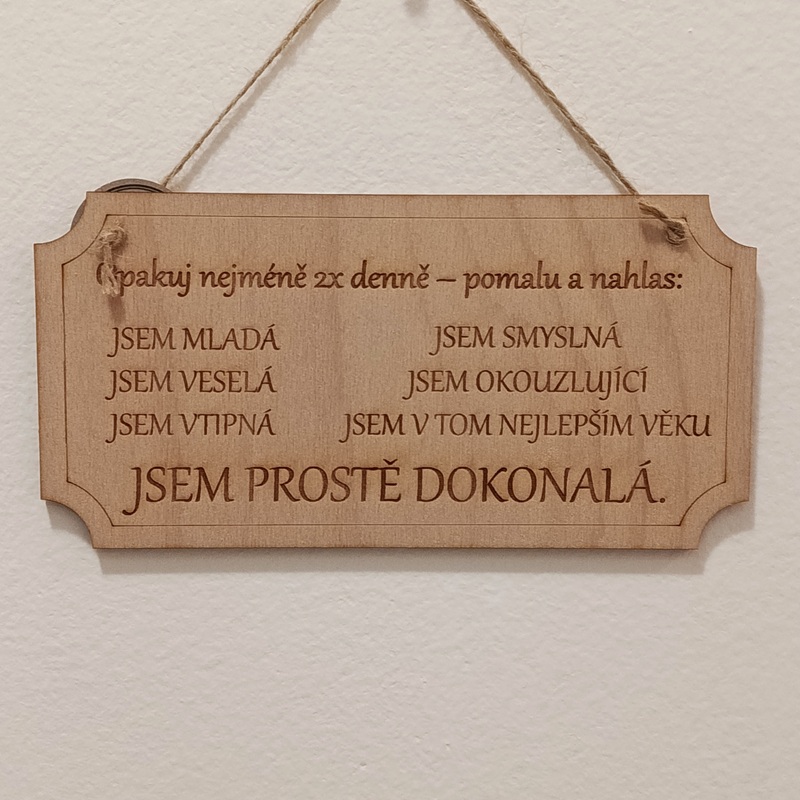 Opakuj nejméně 2x denně – pomalu a nahlas:
JSEM MLADÁ JSEM SMYSLNÁ
JSEM VESELÁ JSEM OKOUZLUJÍCÍ
JSEM VTIPNÁ JSEM V TOM NEJLEPŠÍM VĚKU
JSEM PROSTĚ DOKONALÁ.